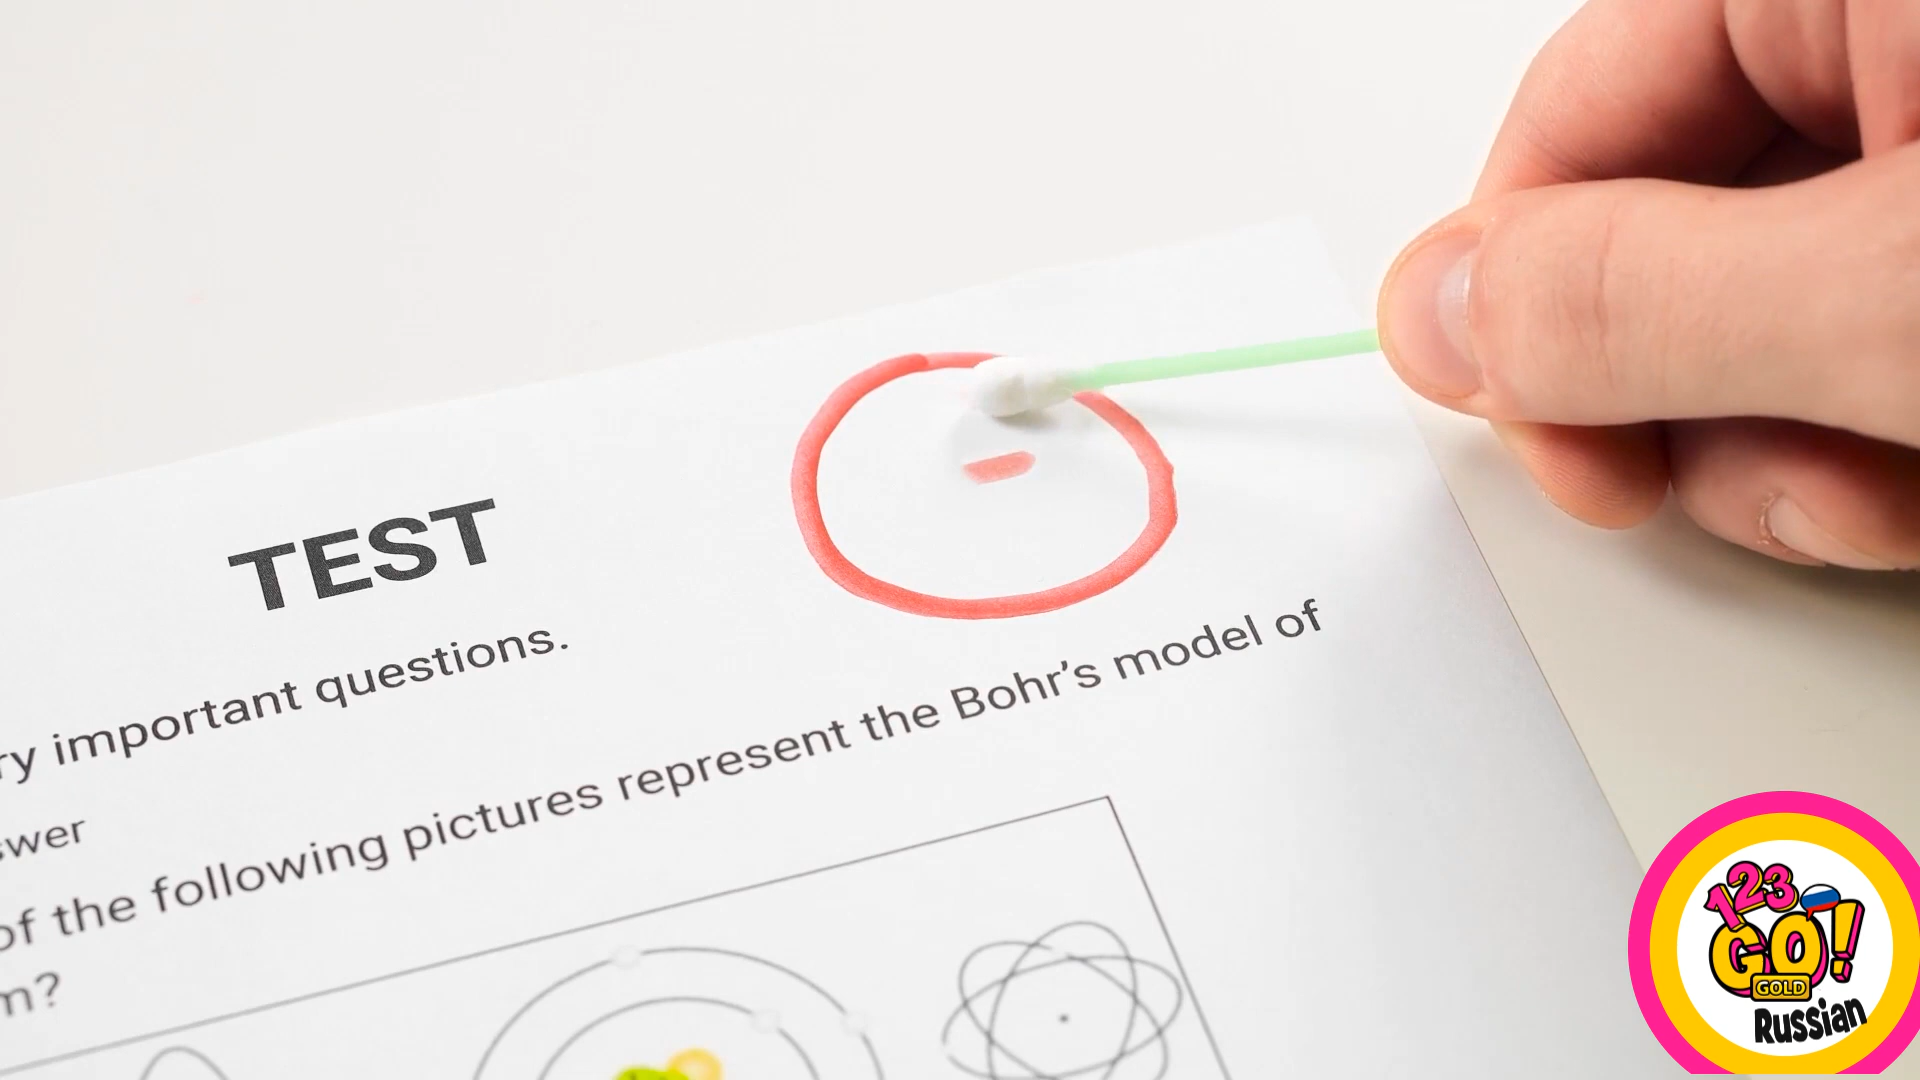 TEST
ry important questions.
swer
of the following pictures represent the Bohr's model of
m?
123
GO!
GOLD
Russian